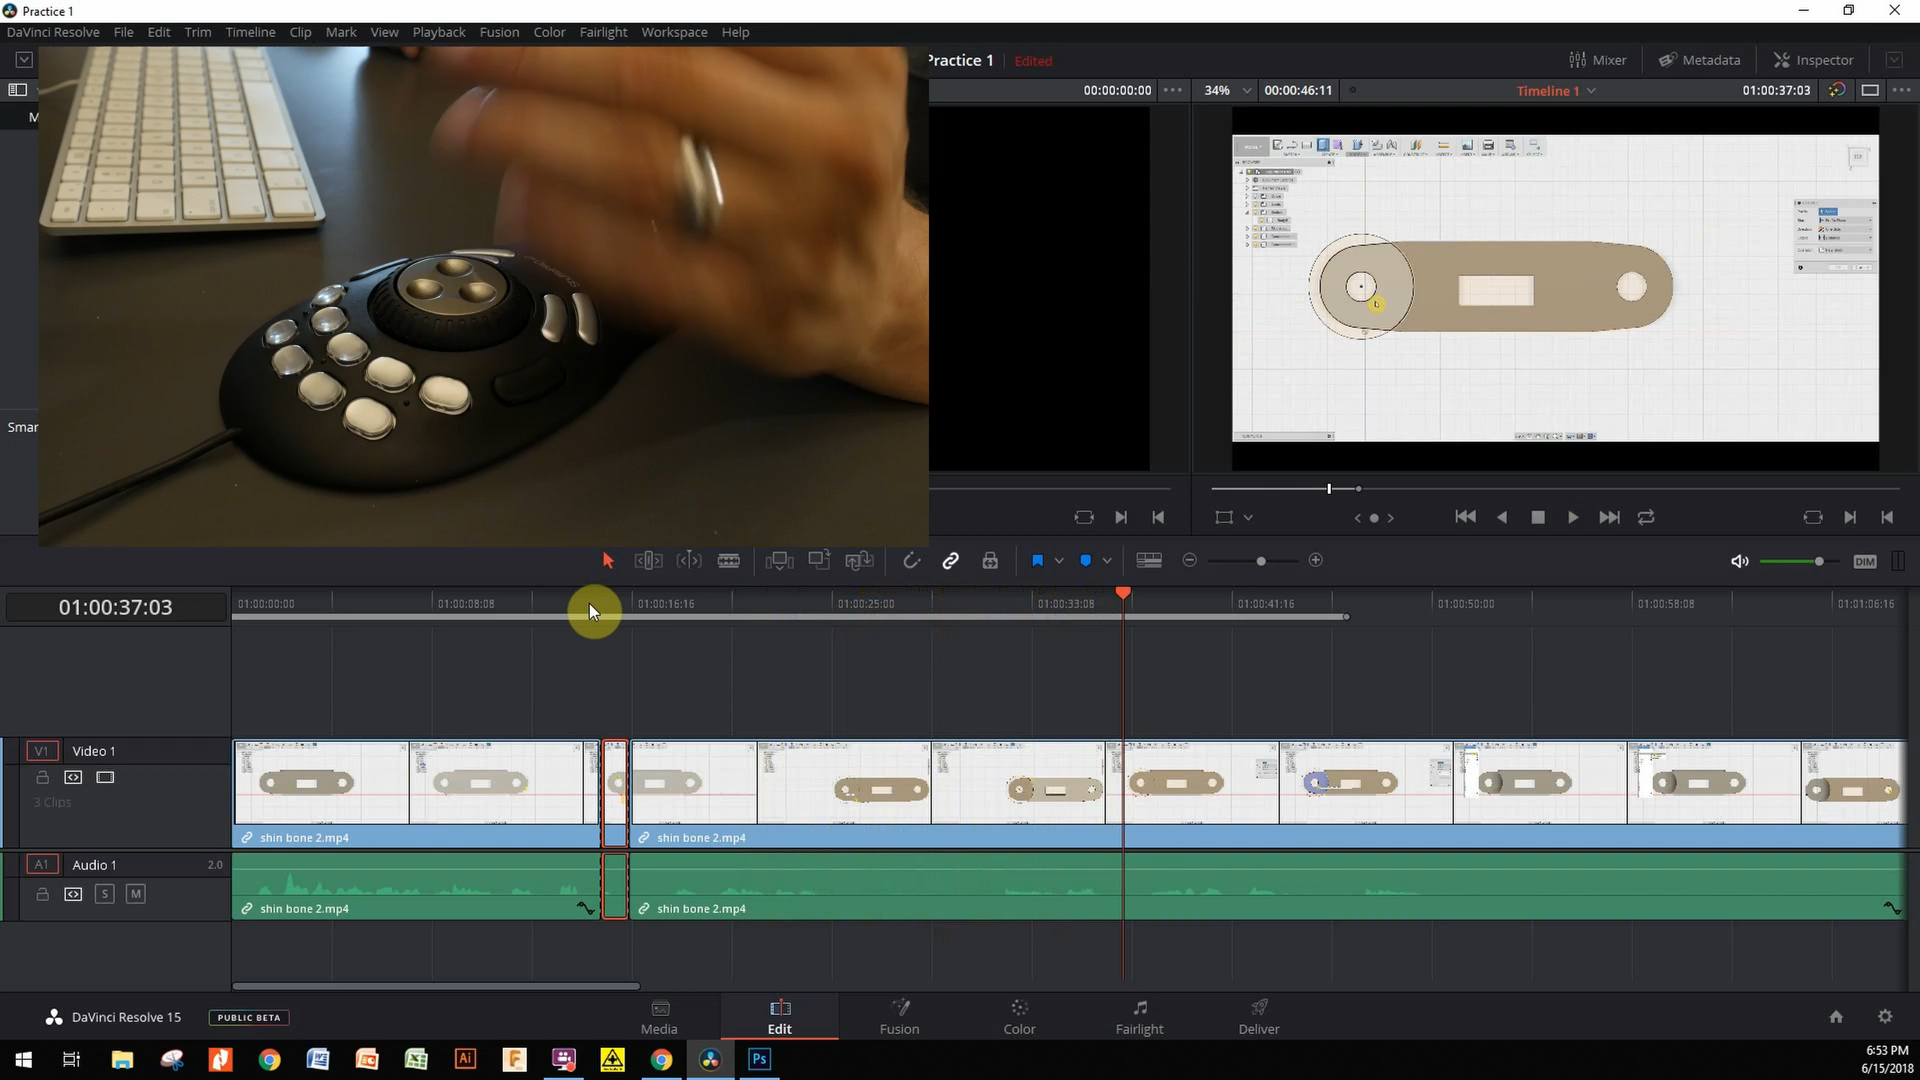 Practice 1
DaVinci Resolve File Edit Trim Timeline Clip Mark View Playback Fusion Color Fairlight Workspace Help
Practice 1 Edited
Mixer Metadata Inspector
00:00:00:00
34% 00:00:46:11 Timeline 1 01:00:37:03
M
Smar
DIM
01:00:37:03
01:00:00:00 01:00:08:08 01:00:16:16 01:00:25:00 01:00:33:08 01:00:41:16 01:00:50:00 01:00:58:08 01:01:06:16
V1 Video 1
3 Clips
shin bone 2.mp4 shin bone 2.mp4
A1 Audio 1 2.0
S M
shin bone 2.mp4 shin bone 2.mp4
DaVinci Resolve 15 PUBLIC BETA
Media Edit Fusion Color Fairlight Deliver
Ai
Ps
6:53 PM
6/15/2018